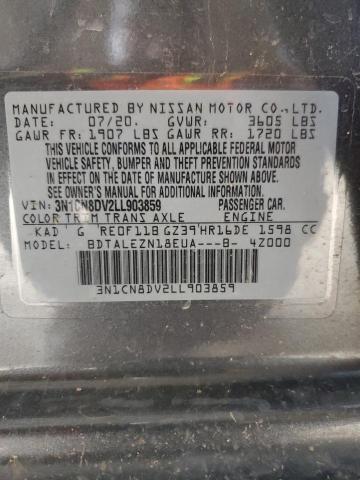 MANUFACTURED BY NISSAN MOTOR CO.,LTD.
DATE: 07/20. GVWR: 3605 LBS
GAWR FR: 1907 LBS GAWR RR: 1720 LBS
THIS VEHICLE CONFORMS TO ALL APPLICABLE FEDERAL MOTOR
VEHICLE SAFETY, BUMPER AND THEFT PREVENTION STANDARDS
IN EFFECT ON THE DATE OF MANUFACTURE SHOWN ABOVE.
SEE OWNER'S MANUAL FOR ADDITIONAL INFORMATION
VIN: 3N1CN8DV2LL903859 PASSENGER CAR.
COLOR TRIM TRANS AXLE ENGINE
KAD G RE0F11B GZ39 HR16DE 1598 CC
MODEL: BDTALEZN18EUA---B- 4Z000
3N1CN8DV2LL903859